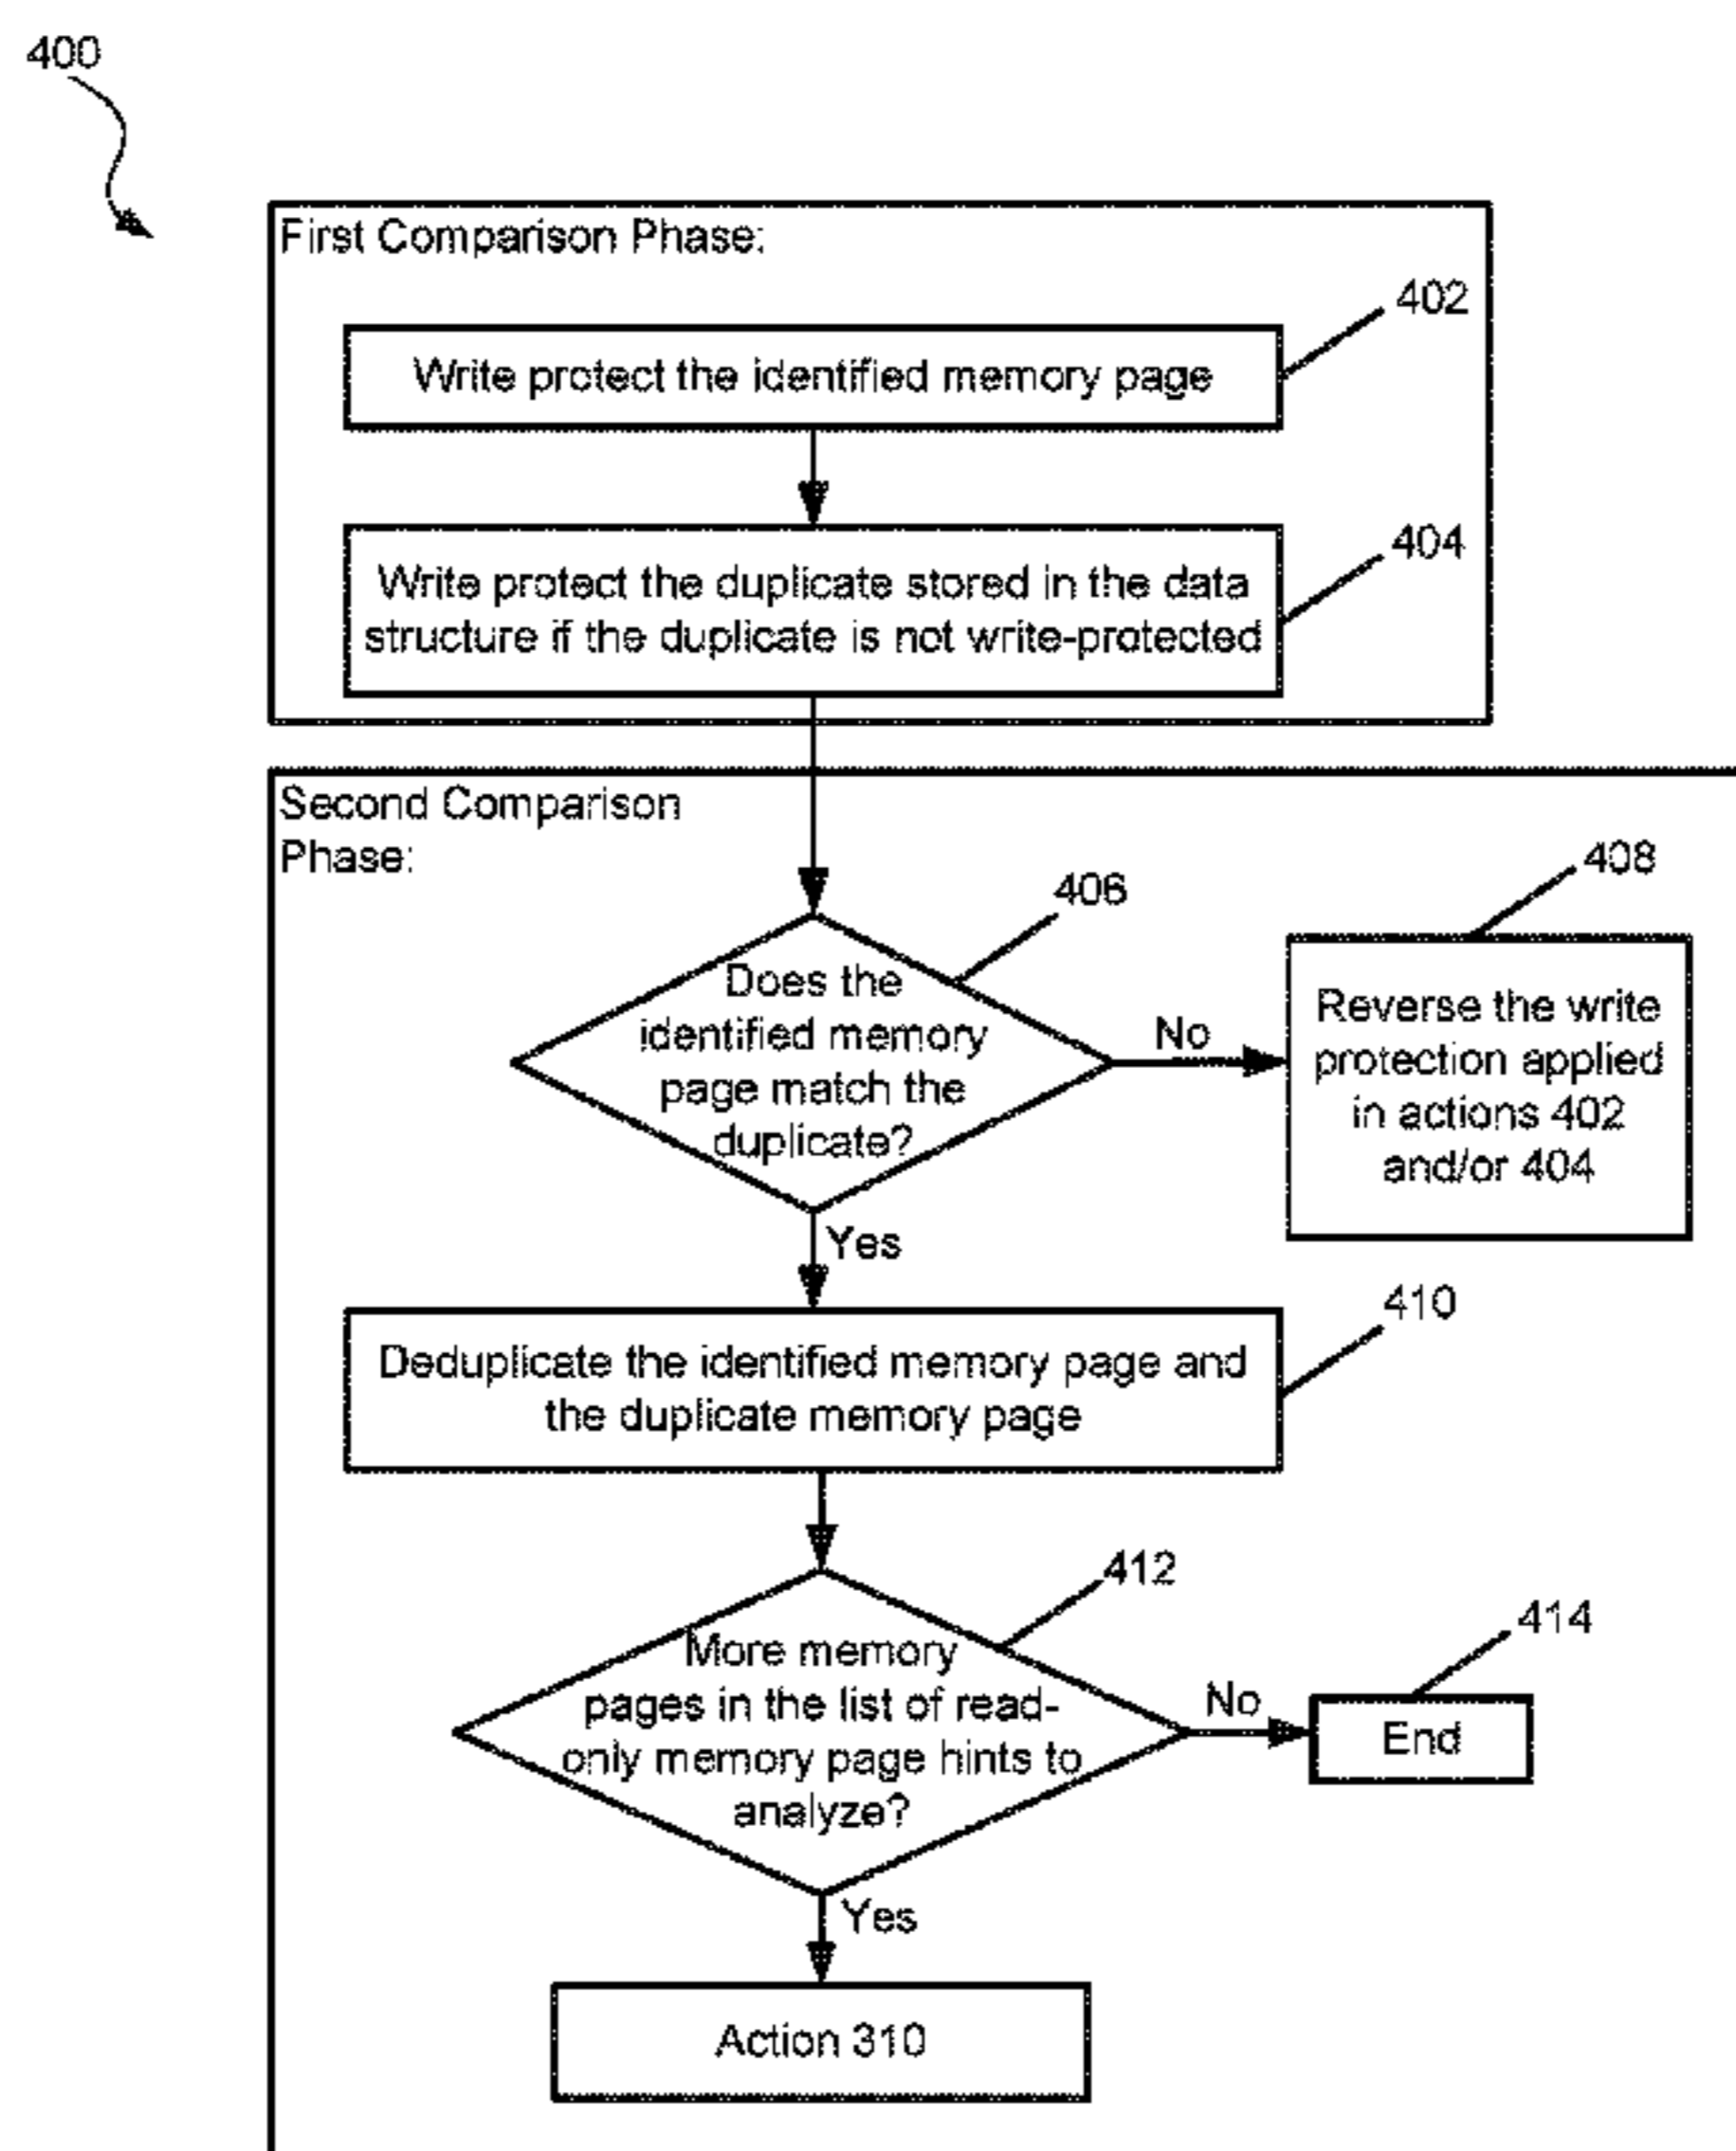 400
First Comparison Phase:
402
Write protect the identified memory page
404
Write protect the duplicate stored in the data
structure if the duplicate is not write-protected
Second Comparison
Phase:
406
408
Does the
identified memory
page match the
duplicate?
No
Reverse the write
protection applied
in actions 402
and/or 404
Yes
410
Deduplicate the identified memory page and
the duplicate memory page
412
414
More memory
pages in the list of read-
only memory page hints to
analyze?
No
End
Yes
Action 310